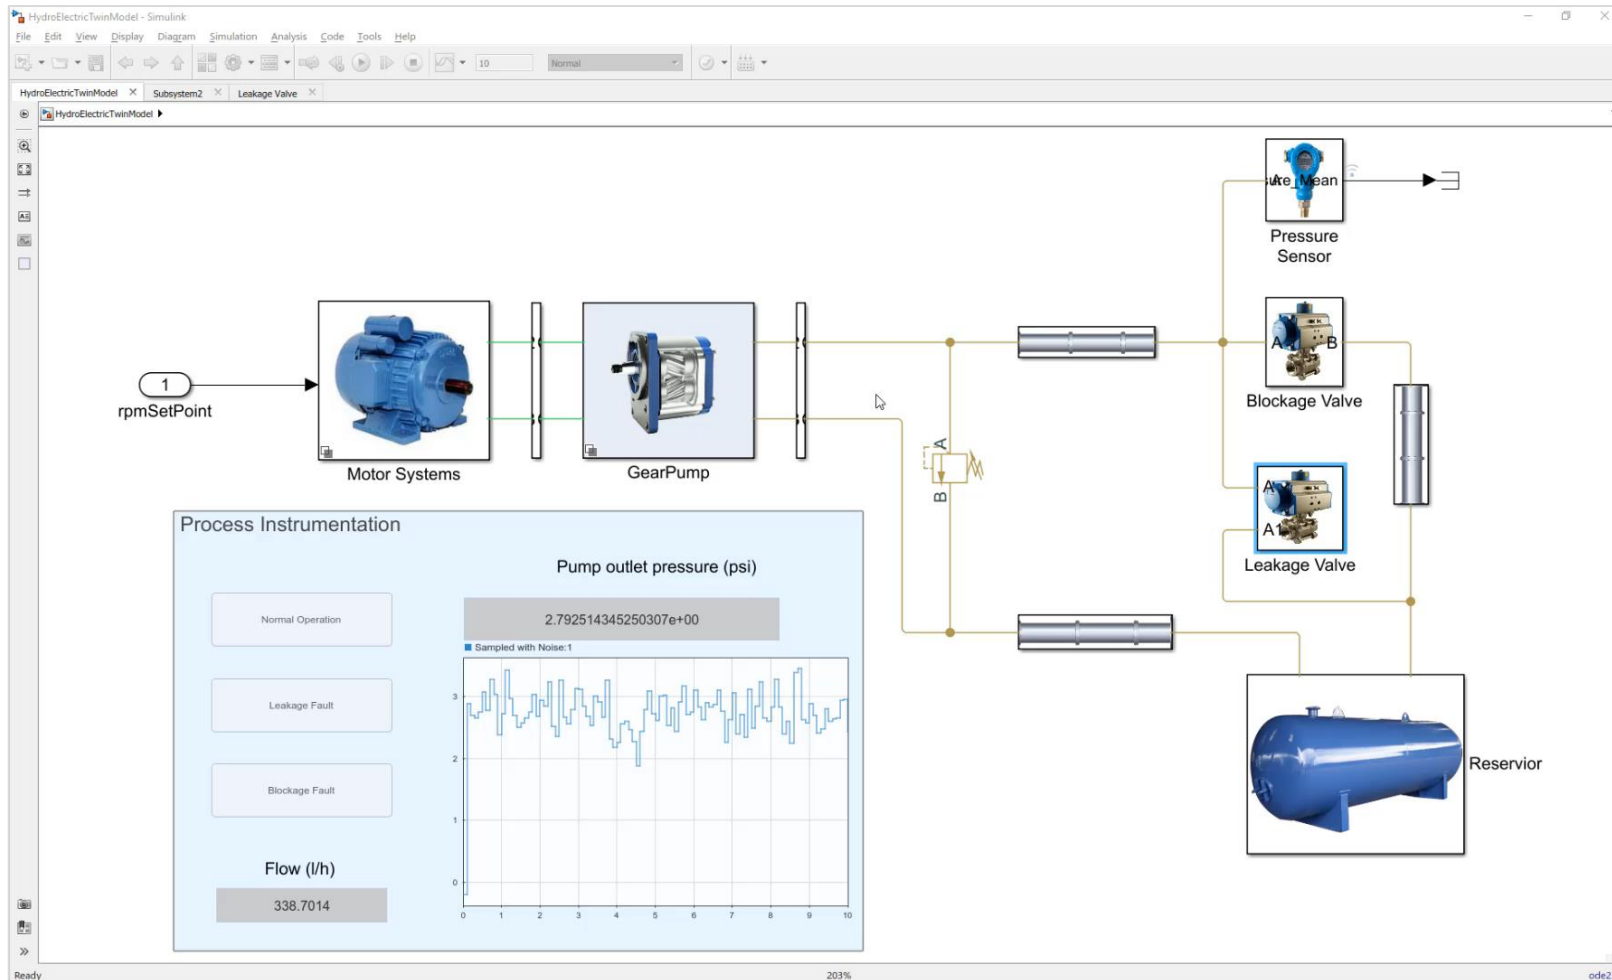 HydroElectricTwinModel - Simulink
File Edit View Display Diagram Simulation Analysis Code Tools Help
10 Normal
HydroElectricTwinModel Subsystem2 Leakage Valve
HydroElectricTwinModel
A
sure_Mean
Pressure
Sensor
A B
Blockage Valve
1
rpmSetPoint
Motor Systems
GearPump
A
B
A
A1
Leakage Valve
Reservior
Process Instrumentation
Pump outlet pressure (psi)
Normal Operation
2.792514345250307e+00
Sampled with Noise:1
Leakage Fault
Blockage Fault
Flow (l/h)
338.7014
3
2
1
0
0 1 2 3 4 5 6 7 8 9 10
Ready 203% ode2